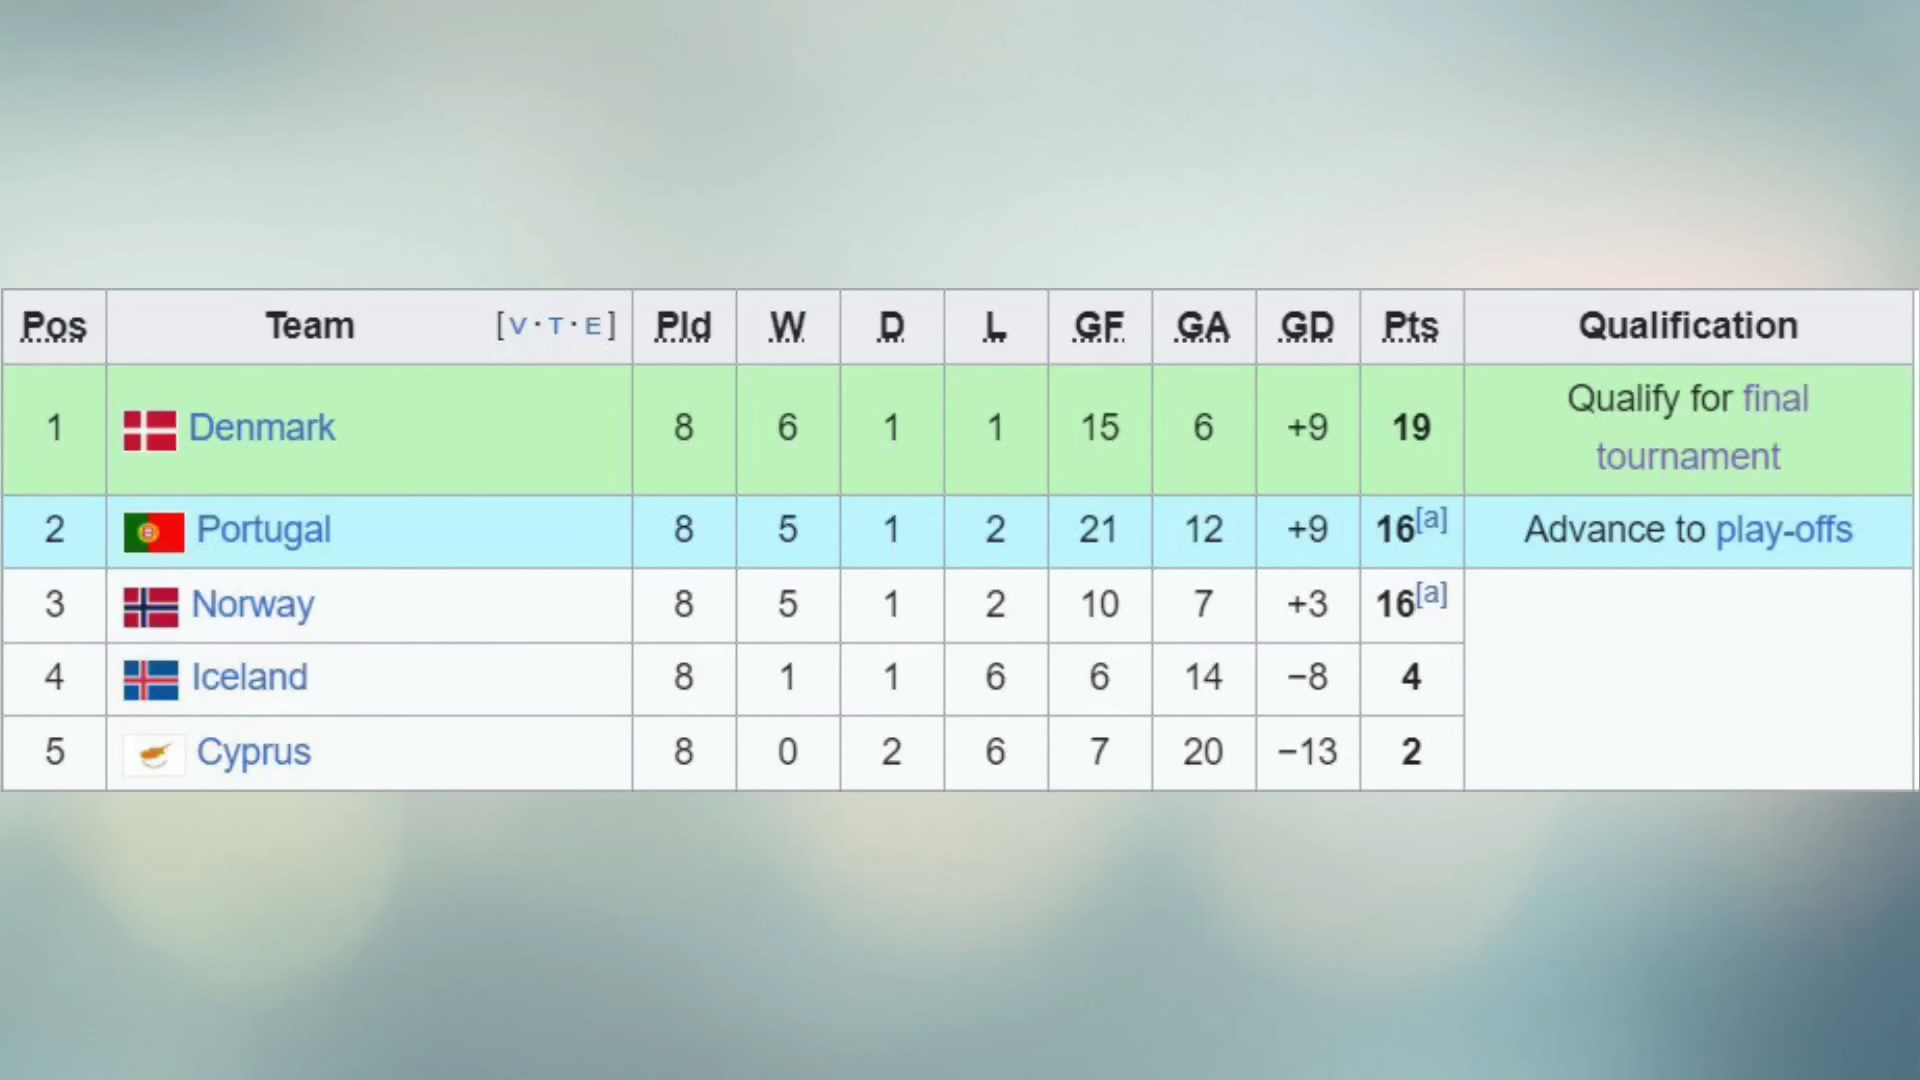 Pos Team [V·T·E] Pld W D L GF GA GD Pts Qualification
1 Denmark 8 6 1 1 15 6 +9 19 Qualify for final
tournament
2 Portugal 8 5 1 2 21 12 +9 16[a] Advance to play-offs
3 Norway 8 5 1 2 10 7 +3 16[a]
4 Iceland 8 1 1 6 6 14 −8 4
5 Cyprus 8 0 2 6 7 20 −13 2